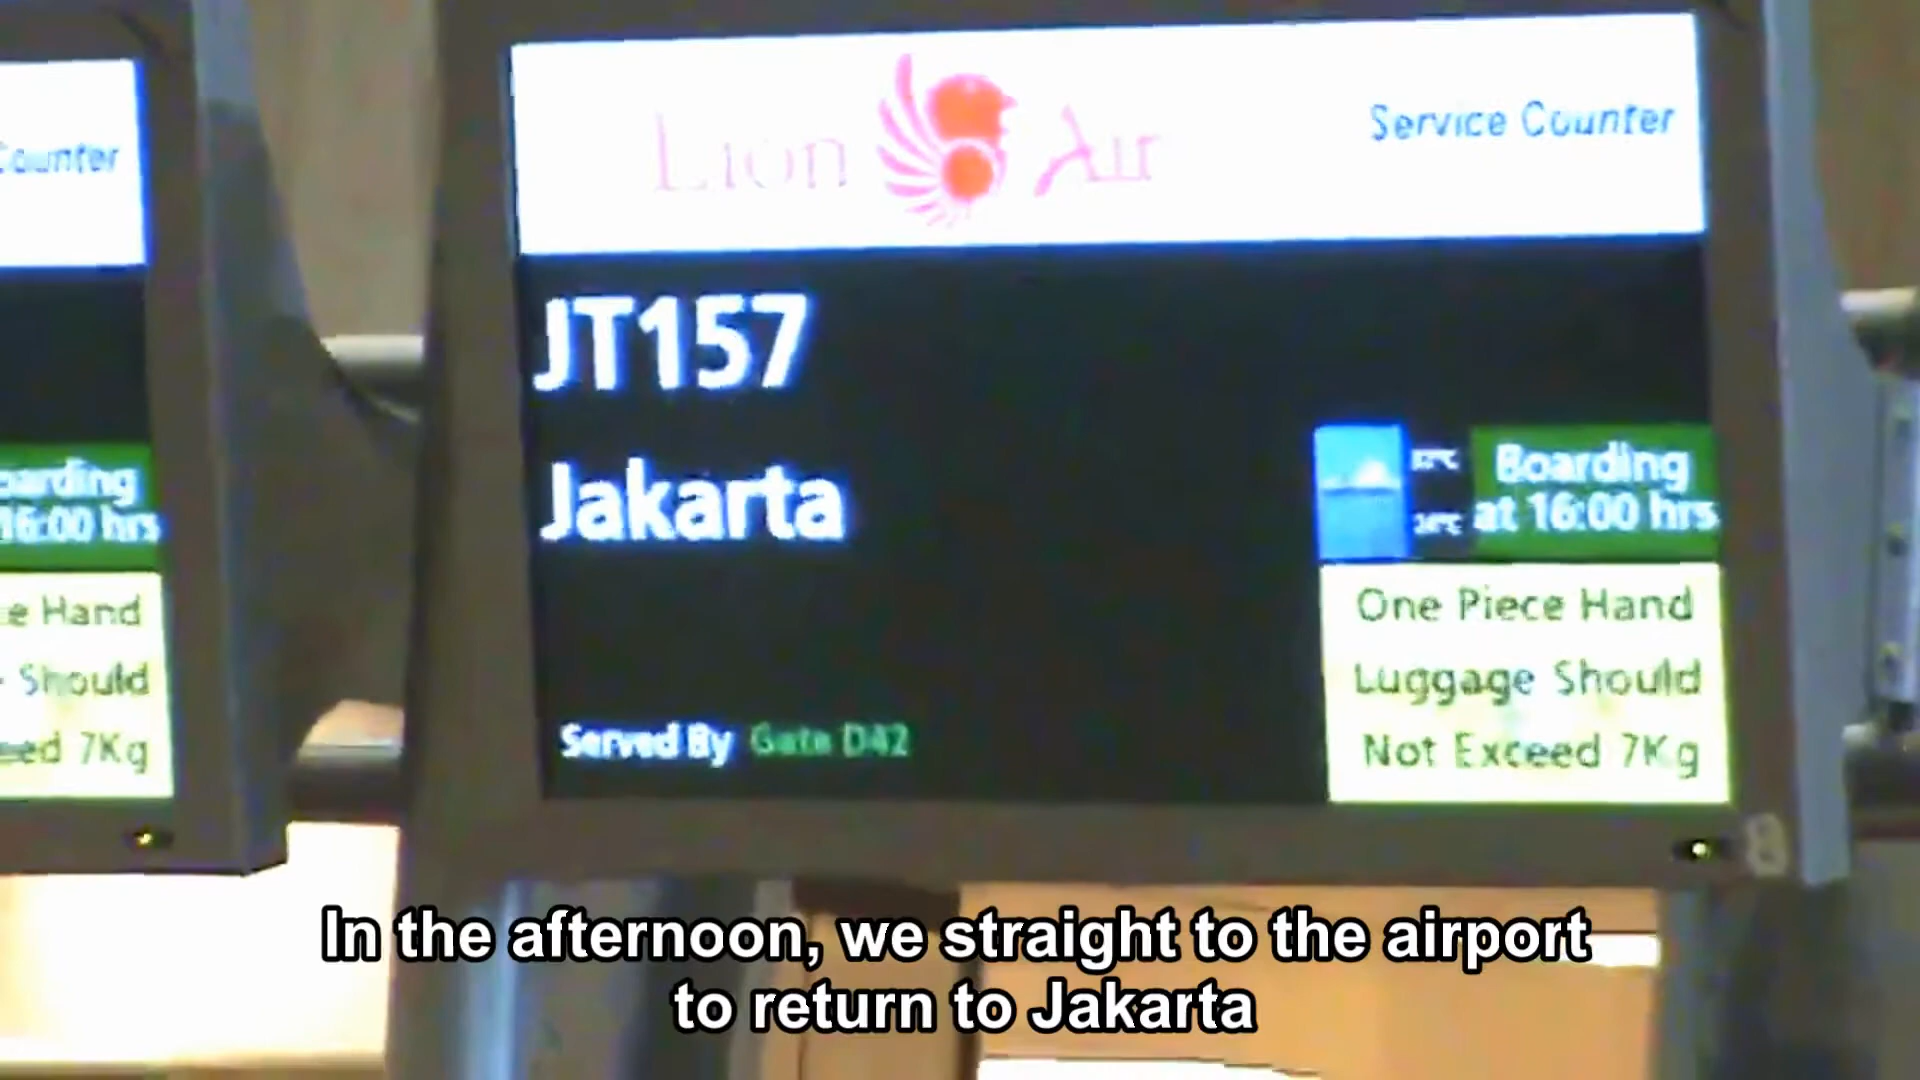 Counter
Lion Air
Service Counter
JT157
Jakarta
Boarding
at 16:00 hrs
16:00 hrs
One Piece Hand
Luggage Should
Not Exceed 7Kg
Hand
Should
7Kg
Served By Gate D42
8
In the afternoon, we straight to the airport
to return to Jakarta